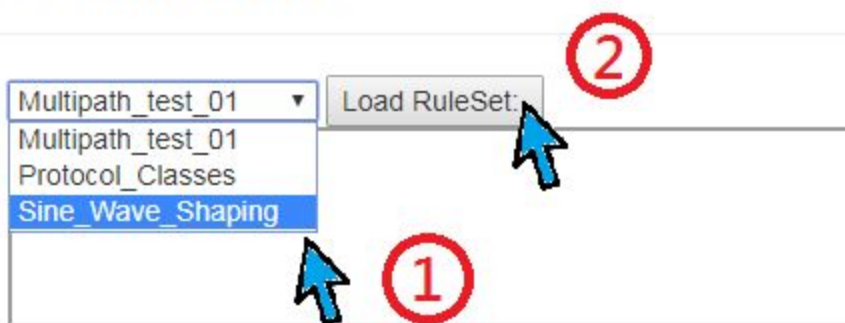 2
Multipath_test_01 ▼ Load RuleSet:
Multipath_test_01
Protocol_Classes
Sine_Wave_Shaping
1